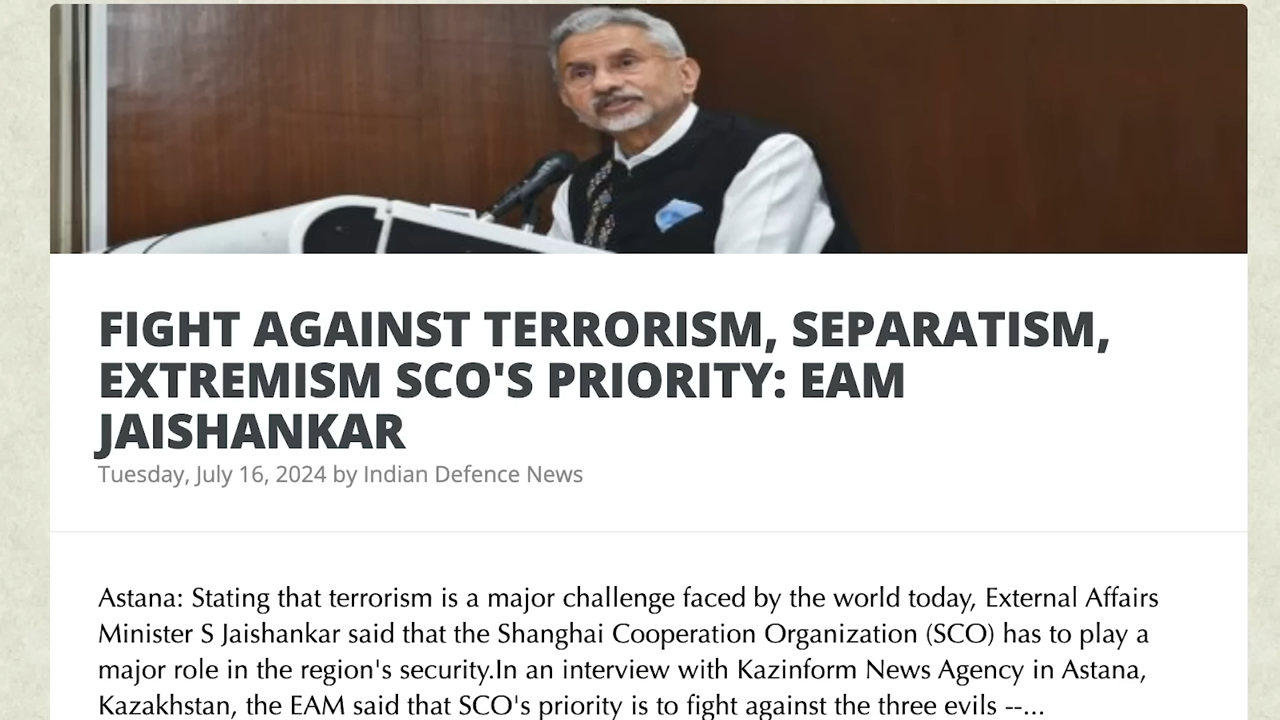 FIGHT AGAINST TERRORISM, SEPARATISM,
EXTREMISM SCO'S PRIORITY: EAM
JAISHANKAR
Tuesday, July 16, 2024 by Indian Defence News
Astana: Stating that terrorism is a major challenge faced by the world today, External Affairs
Minister S Jaishankar said that the Shanghai Cooperation Organization (SCO) has to play a
major role in the region's security.In an interview with Kazinform News Agency in Astana,
Kazakhstan, the EAM said that SCO's priority is to fight against the three evils --...